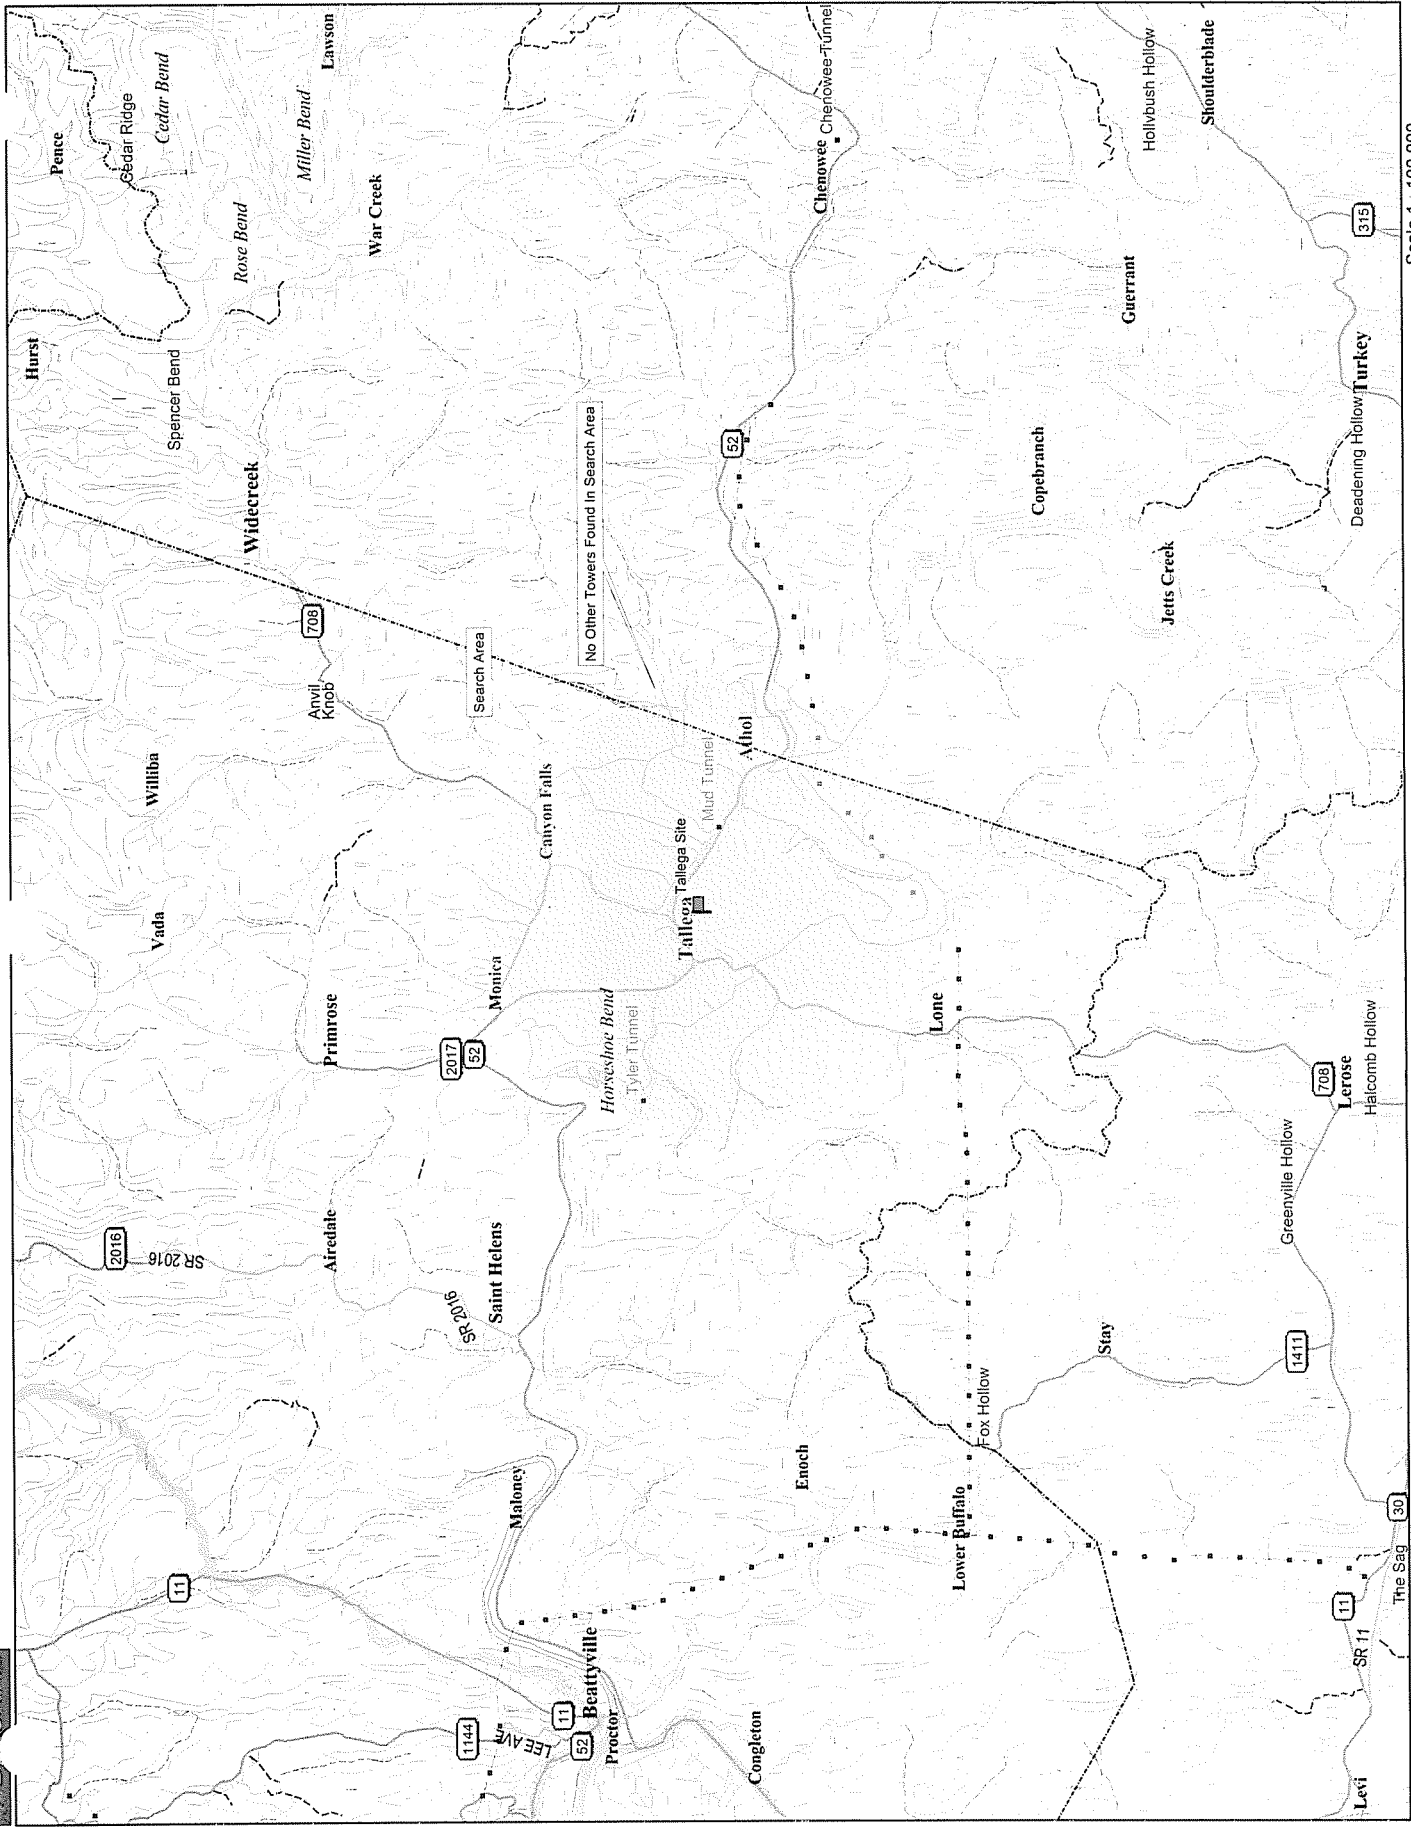 Hurst
Pence
Cedar Ridge
Cedar Bend
Lawson
Miller Bend
Rose Bend
War Creek
Spencer Bend
Widecreek
708
Anvil
Knob
Williba
Vada
Primrose
2016
SR 2016
Airedale
11
1144
LEE AVE
11
52
Beattyville
Proctor
Congleton
Maloney
Saint Helens
SR 2016
2017
52
Monica
Canyon Falls
Search Area
No Other Towers Found In Search Area
Horseshoe Bend
Tyler Tunnel
Tallega
Tallega Site
Mud Tunnel
Athol
52
Chenowee
Chenowee Tunnel
Enoch
Lower Buffalo
Fox Hollow
Lone
Stay
Copebranch
Guerrant
Jetts Creek
Hollybush Hollow
Shoulderblade
315
Turkey
Deadening Hollow
Halcomb Hollow
Lerose
708
Greenville Hollow
1411
30
The Sag
11
SR 11
Levi